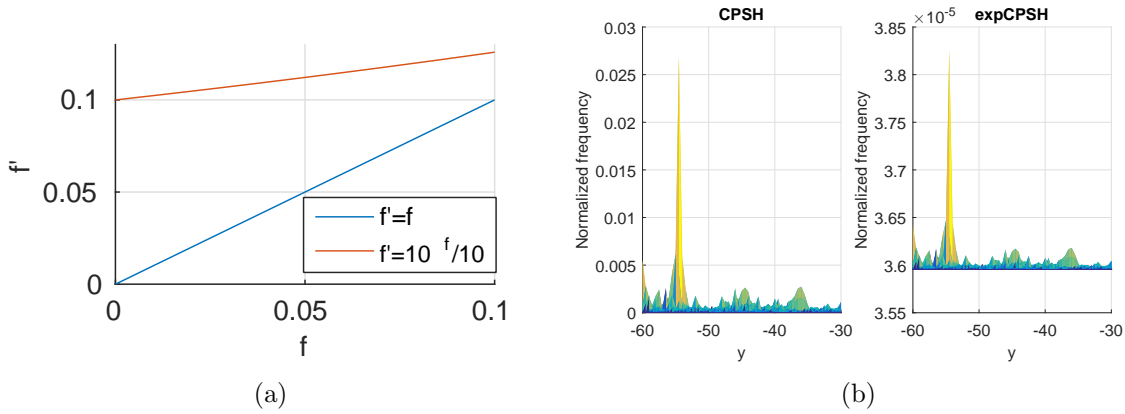 0.1
0.05
0
f'
0
0.05
0.1
f
f'=f
f'=10 f/10
(a)
CPSH
0.03
0.025
0.02
0.015
0.01
0.005
0
Normalized frequency
-60
-50
-40
-30
y
expCPSH
×10-5
3.85
3.8
3.75
3.7
3.65
3.6
3.55
Normalized frequency
-60
-50
-40
-30
y
(b)